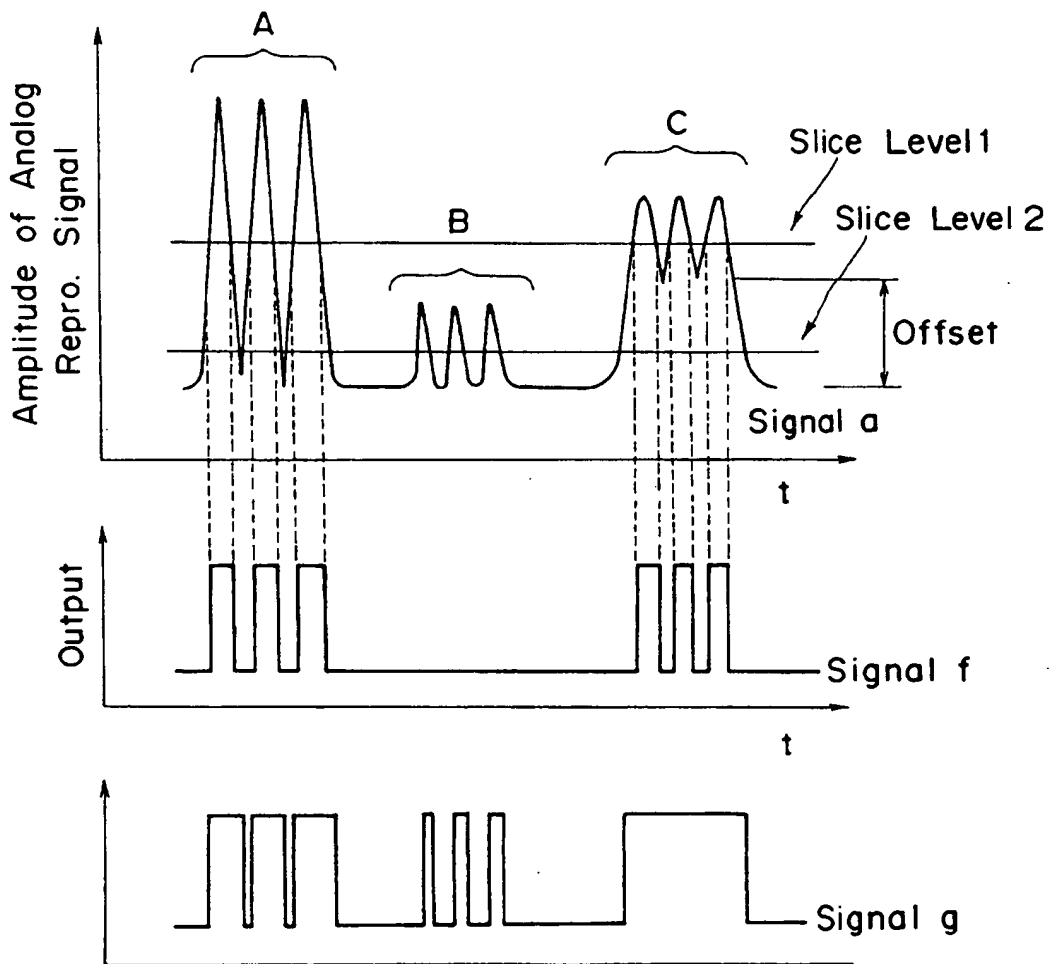 A
Amplitude of Analog
Repro. Signal
C
Slice Level 1
B
Slice Level 2
Offset
Signal a
t
Output
Signal f
t
Signal g